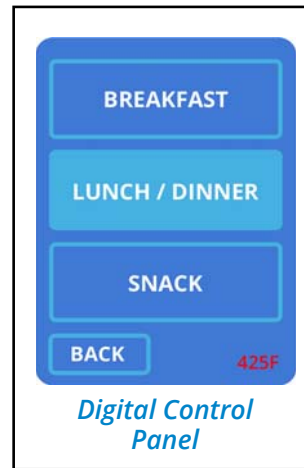 BREAKFAST
LUNCH / DINNER
SNACK
BACK 425F
Digital Control
Panel